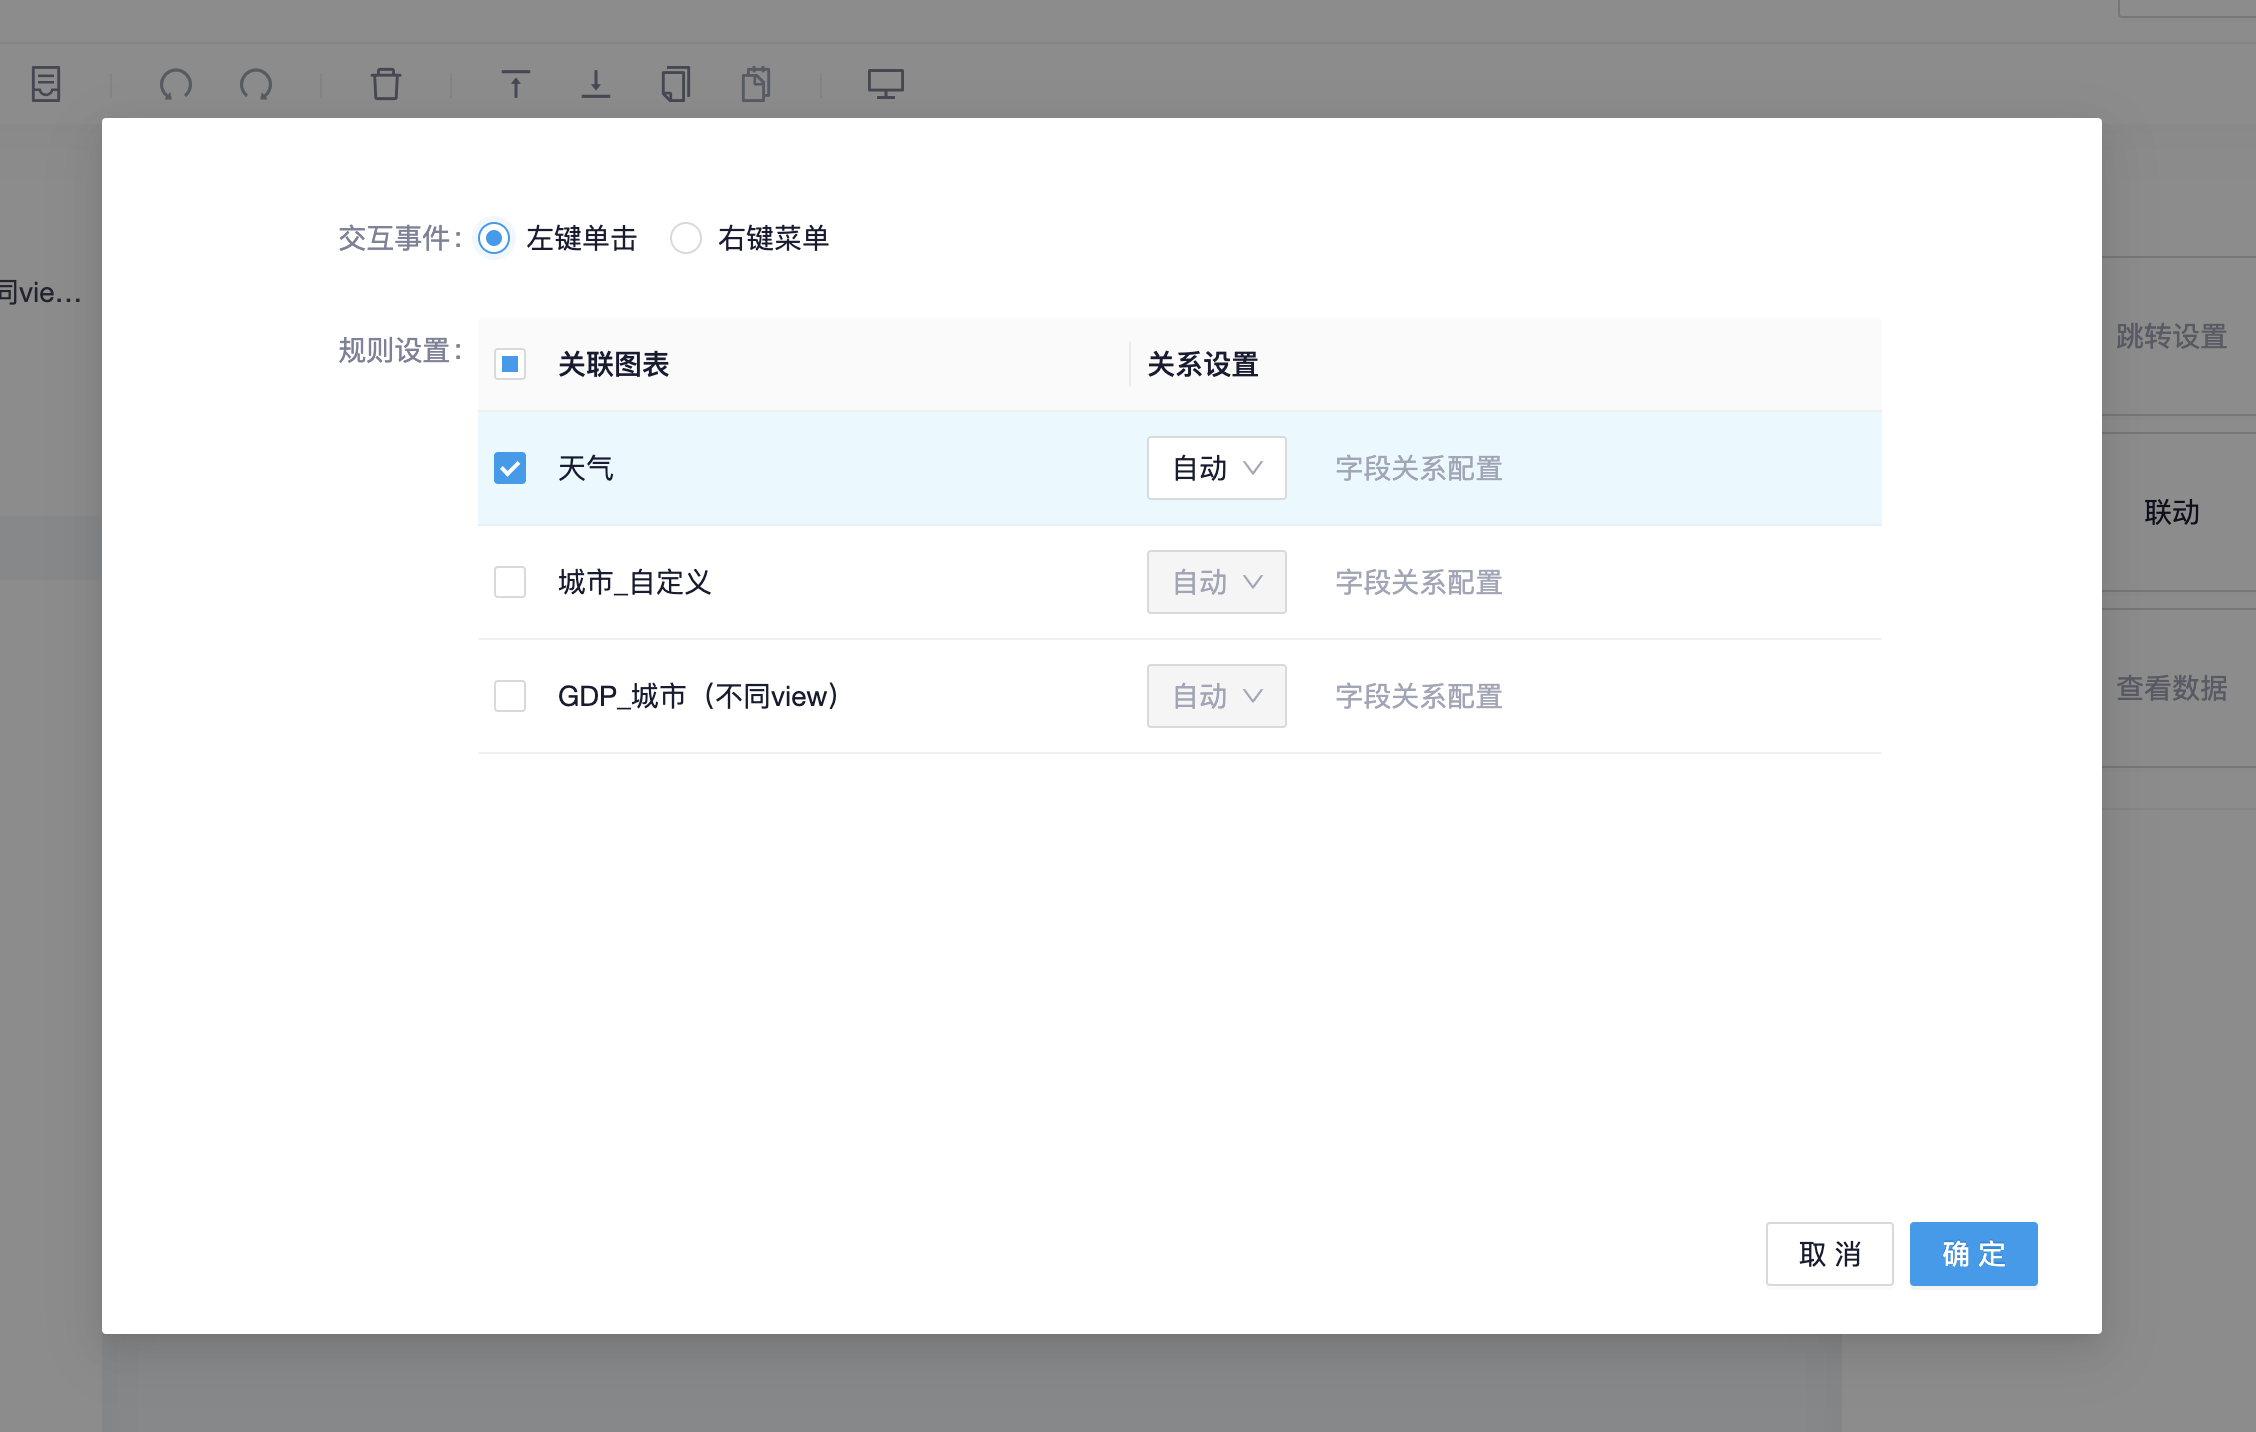 交互事件：
左键单击
右键菜单
同vie...
规则设置：
关联图表
关系设置
跳转设置
天气
自动
字段关系配置
联动
城市_自定义
自动
字段关系配置
GDP_城市（不同view）
自动
字段关系配置
查看数据
取 消
确 定